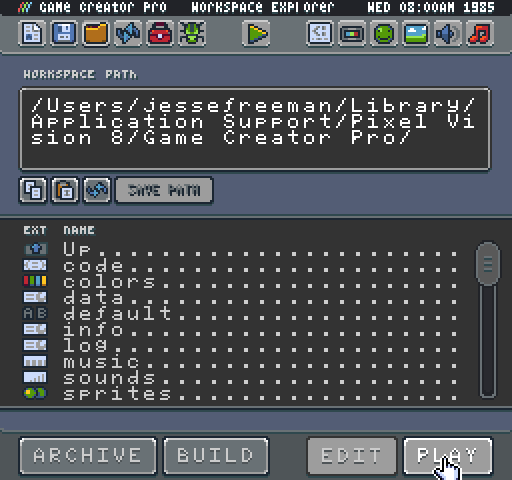 Game Creator Pro Workspace Explorer WED 08:00AM 1985
WORKSPACE PATH
/Users/jessefreeman/Library/
Application Support/Pixel Vi
sion 8/Game Creator Pro/
SAVE PATH
EXT NAME
Up.........................
code.......................
colors.....................
data.......................
AB default....................
info.......................
log........................
music......................
sounds.....................
sprites....................
ARCHIVE BUILD EDIT PLAY